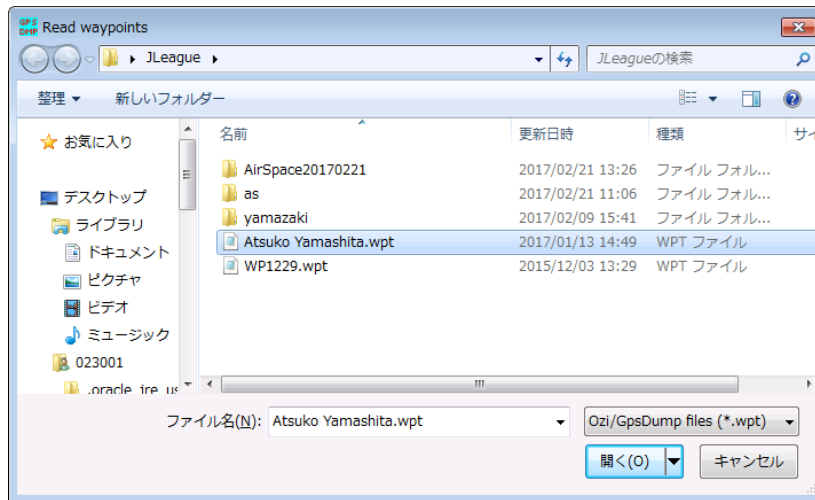 GPS DMP Read waypoints
JLeague
JLeagueの検索
整理 新しいフォルダー
名前 更新日時 種類 サイ
お気に入り
AirSpace20170221 2017/02/21 13:26 ファイル フォル...
as 2017/02/21 11:06 ファイル フォル...
デスクトップ
yamazaki 2017/02/09 15:41 ファイル フォル...
ライブラリ
Atsuko Yamashita.wpt 2017/01/13 14:49 WPT ファイル
ドキュメント
WP1229.wpt 2015/12/03 13:29 WPT ファイル
ピクチャ
ビデオ
ミュージック
023001
.oracle_jre_us
ファイル名(N): Atsuko Yamashita.wpt Ozi/GpsDump files (*.wpt)
開く(O) キャンセル